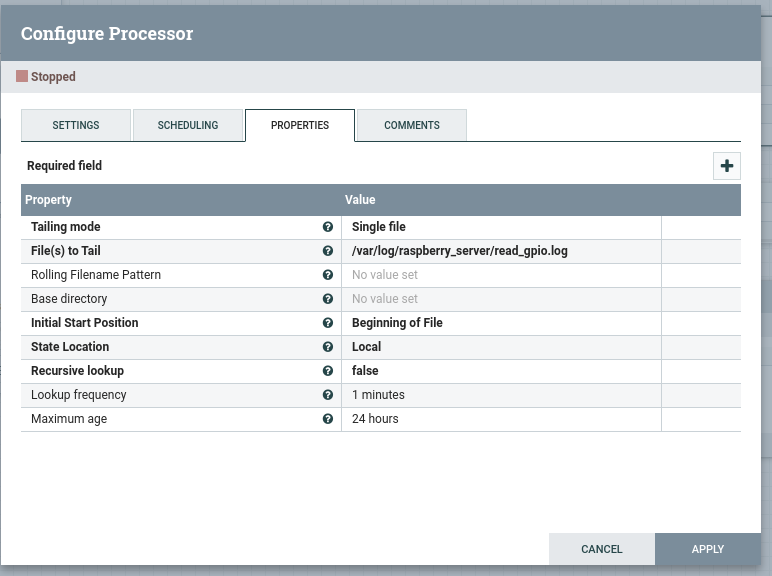 Configure Processor
Stopped
SETTINGS SCHEDULING PROPERTIES COMMENTS
Required field
Property Value
Tailing mode Single file
File(s) to Tail /var/log/raspberry_server/read_gpio.log
Rolling Filename Pattern No value set
Base directory No value set
Initial Start Position Beginning of File
State Location Local
Recursive lookup false
Lookup frequency 1 minutes
Maximum age 24 hours
CANCEL APPLY